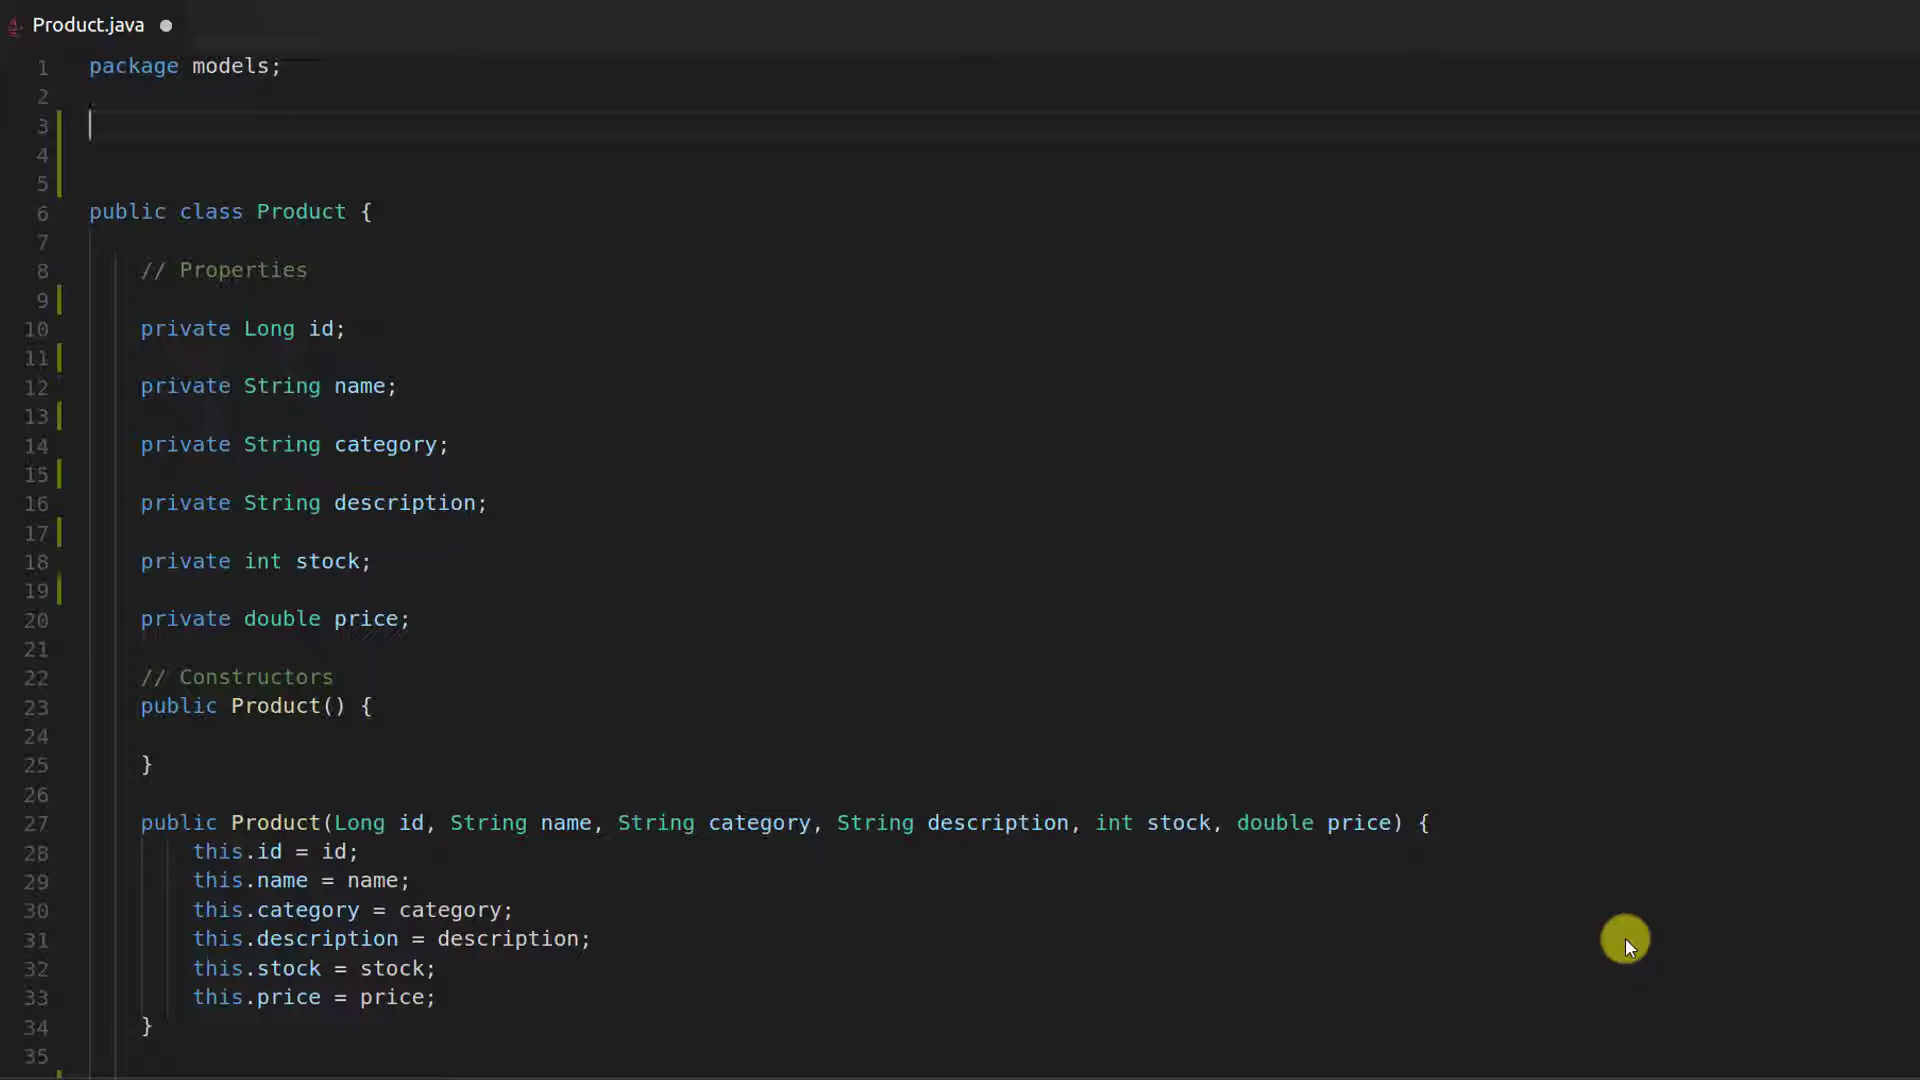 Product.java
1 package models;
2
3
4
5
6 public class Product {
7
8 // Properties
9
10 private Long id;
11
12 private String name;
13
14 private String category;
15
16 private String description;
17
18 private int stock;
19
20 private double price;
21
22 // Constructors
23 public Product() {
24
25 }
26
27 public Product(Long id, String name, String category, String description, int stock, double price) {
28 this.id = id;
29 this.name = name;
30 this.category = category;
31 this.description = description;
32 this.stock = stock;
33 this.price = price;
34 }
35